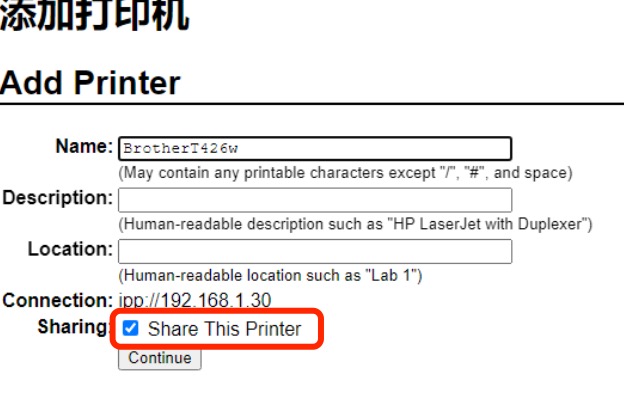 添加打印机
Add Printer
Name: BrotherT426w
(May contain any printable characters except "/", "#", and space)
Description:
(Human-readable description such as "HP LaserJet with Duplexer")
Location:
(Human-readable location such as "Lab 1")
Connection: ipp://192.168.1.30
Sharing: Share This Printer
Continue